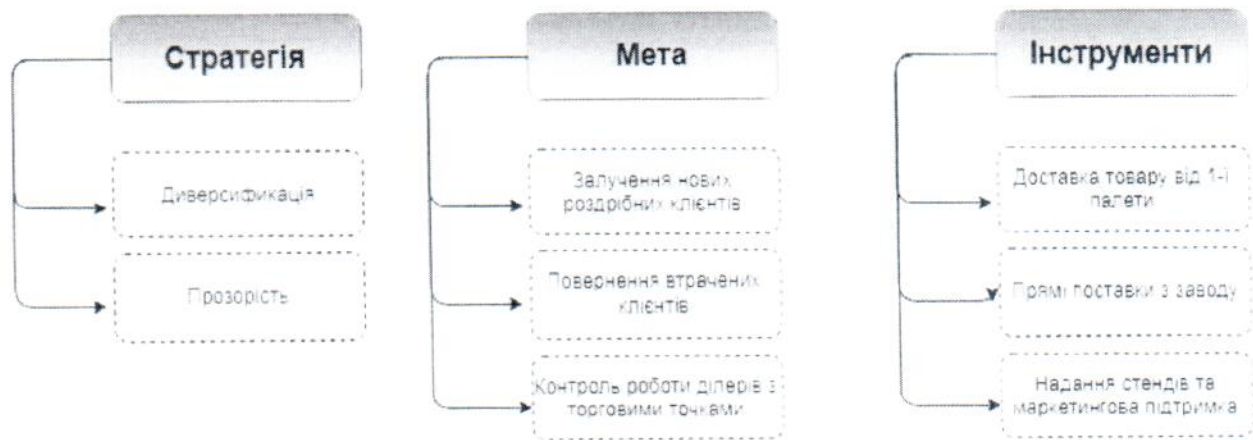 Стратегія
Диверсификація
Прозорість
Мета
Залучення нових
роздрібних клієнтів
Повернення втрачених
клієнтів
Контроль роботи ділерів з
торговими точками
Інструменти
Доставка товару від 1-ї
палети
Прямі поставки з заводу
Надання стендів та
маркетингова підтримка